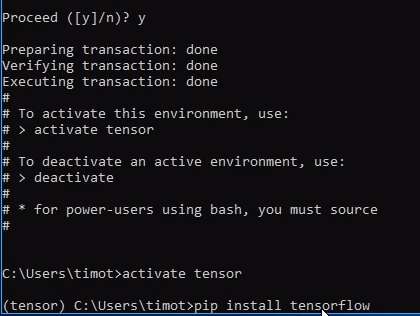 Proceed ([y]/n)? y
Preparing transaction: done
Verifying transaction: done
Executing transaction: done
#
# To activate this environment, use:
# > activate tensor
#
# To deactivate an active environment, use:
# > deactivate
#
# * for power-users using bash, you must source
#
C:\Users\timot>activate tensor
(tensor) C:\Users\timot>pip install tensorflow